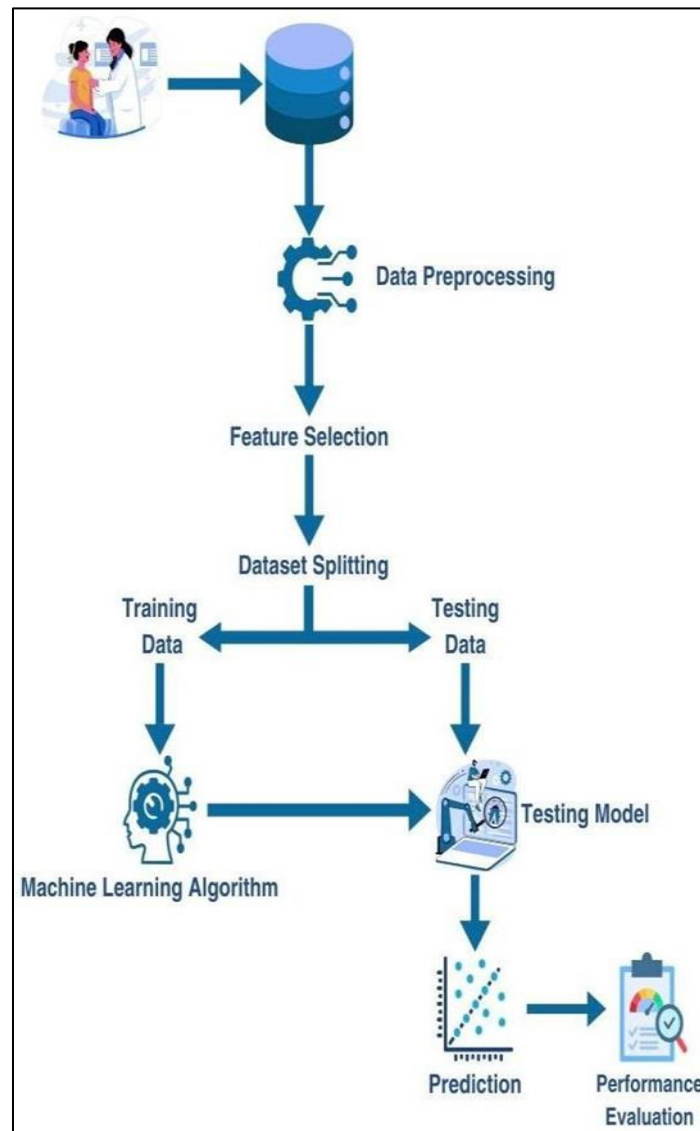 Data Preprocessing
Feature Selection
Dataset Splitting
Training
Data
Testing
Data
Testing Model
Machine Learning Algorithm
Prediction
Performance
Evaluation